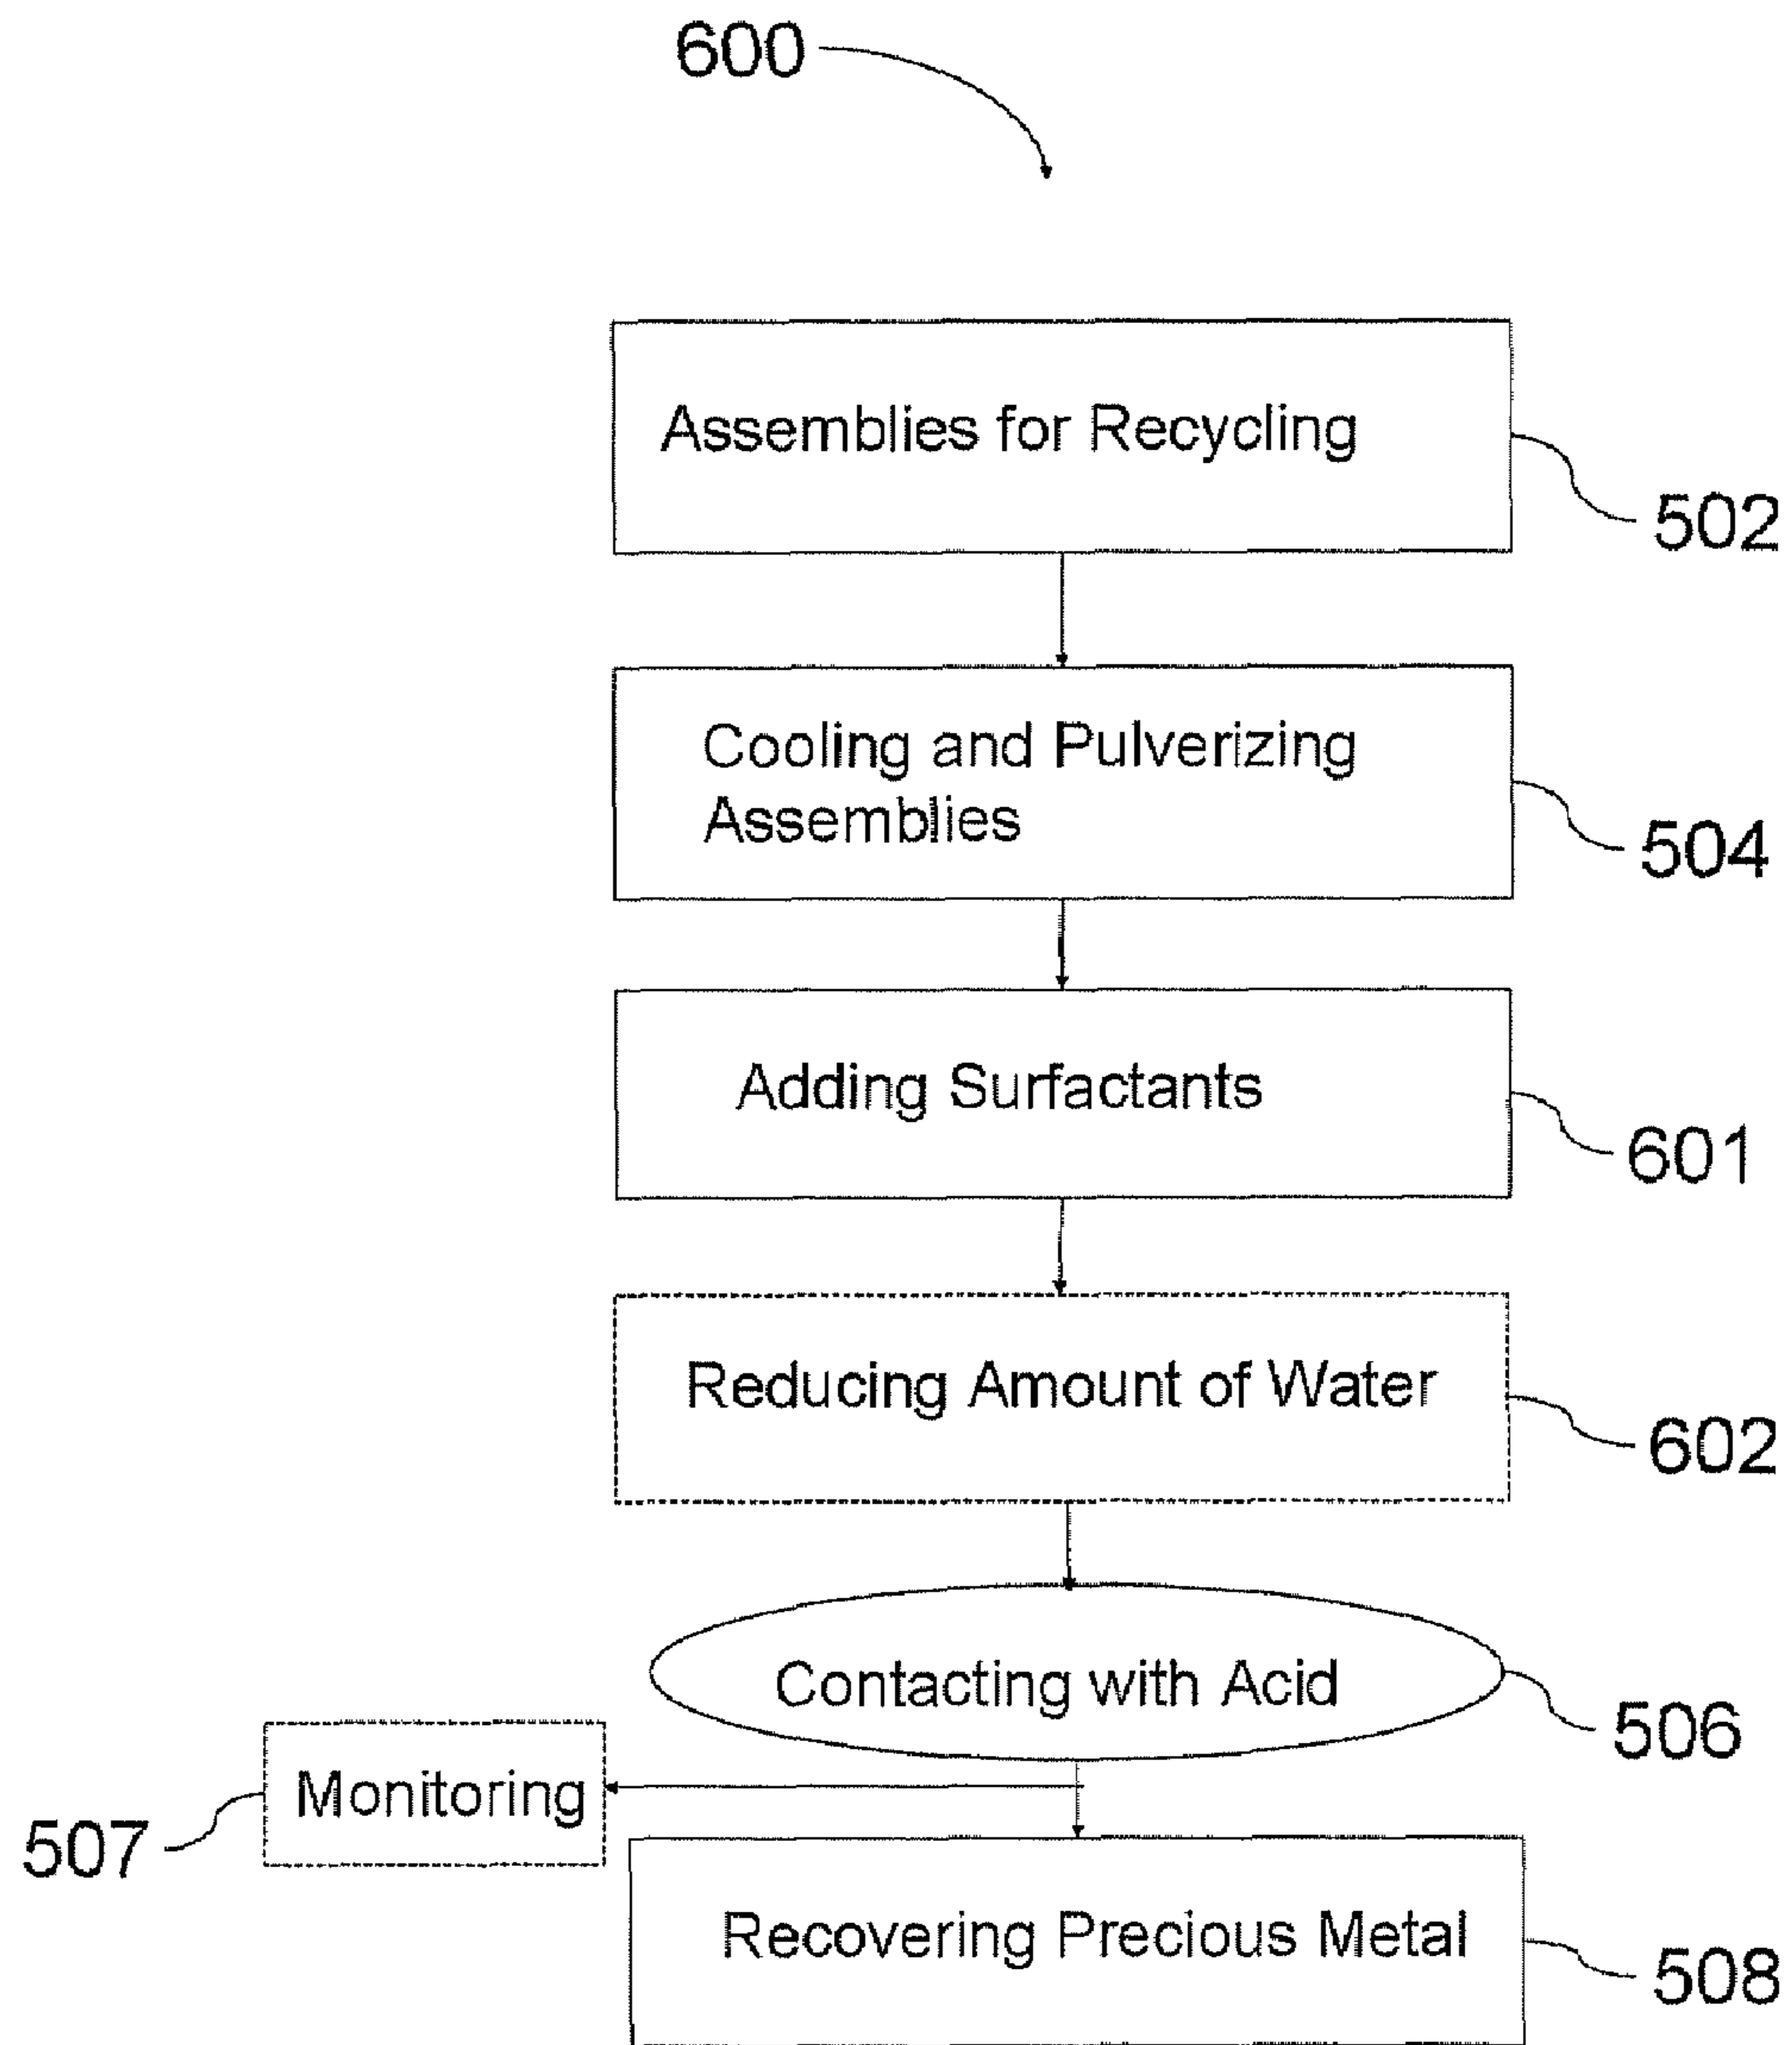 600
Assemblies for Recycling
502
Cooling and Pulverizing
Assemblies
504
Adding Surfactants
601
Reducing Amount of Water
602
Contacting with Acid
506
Monitoring
507
Recovering Precious Metal
508